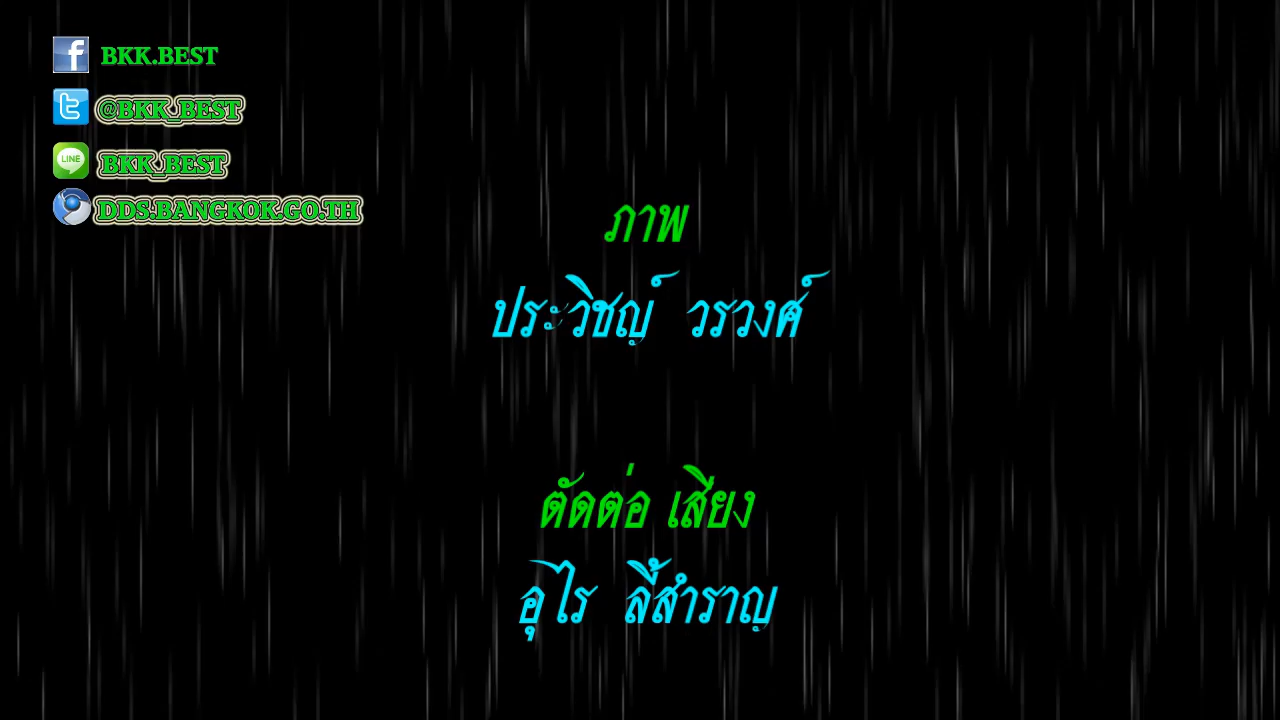 BKK.BEST
@BKK_BEST
LINE BKK_BEST
DDS.BANGKOK.GO.TH
ภาพ
ประวิชญ์ วรวงศ์
ตัดต่อ เสียง
อุไร ลี้สำราญ